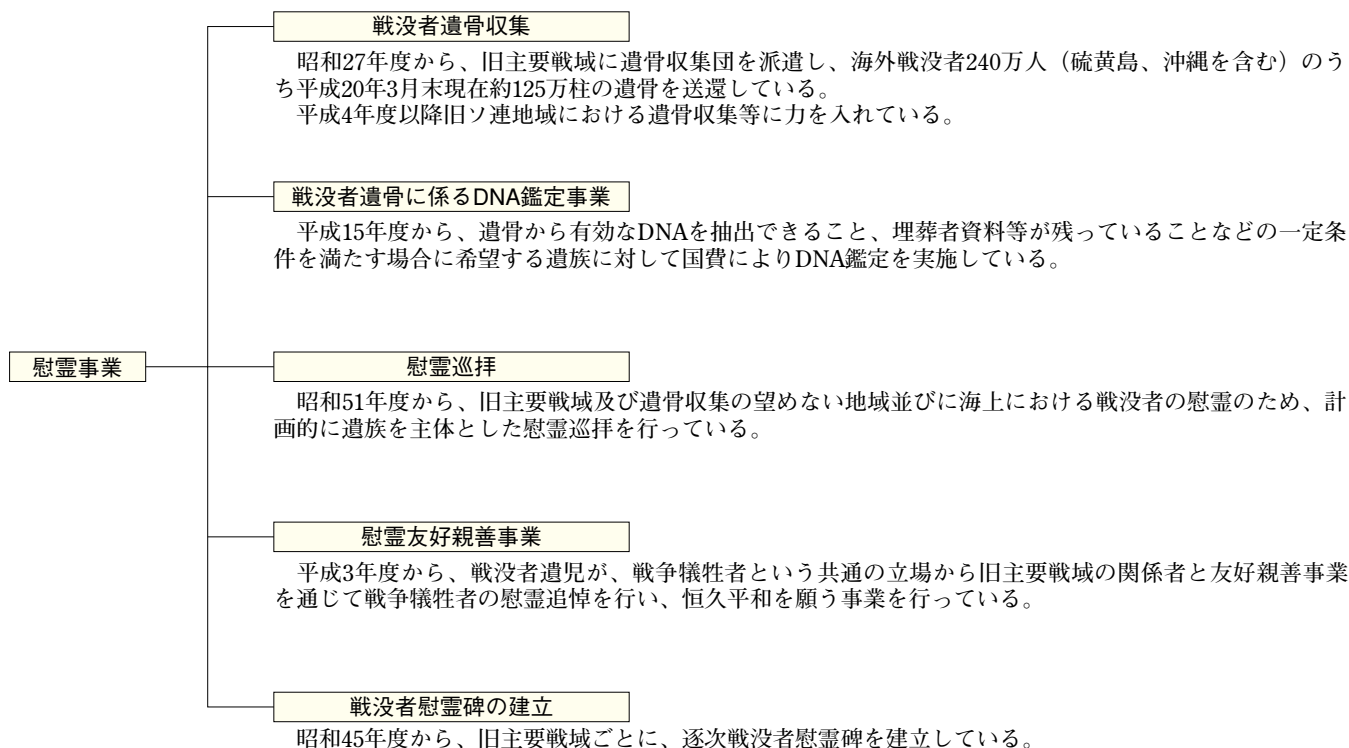 戦没者遺骨収集
昭和27年度から、旧主要戦域に遺骨収集団を派遣し、海外戦没者240万人（硫黄島、沖縄を含む）のう
ち平成20年3月末現在約125万柱の遺骨を送還している。
平成4年度以降旧ソ連地域における遺骨収集等に力を入れている。
戦没者遺骨に係るDNA鑑定事業
平成15年度から、遺骨から有効なDNAを抽出できること、埋葬者資料等が残っていることなどの一定条
件を満たす場合に希望する遺族に対して国費によりDNA鑑定を実施している。
慰霊事業
慰霊巡拝
昭和51年度から、旧主要戦域及び遺骨収集の望めない地域並びに海上における戦没者の慰霊のため、計
画的に遺族を主体とした慰霊巡拝を行っている。
慰霊友好親善事業
平成3年度から、戦没者遺児が、戦争犠牲者という共通の立場から旧主要戦域の関係者と友好親善事業
を通じて戦争犠牲者の慰霊追悼を行い、恒久平和を願う事業を行っている。
戦没者慰霊碑の建立
昭和45年度から、旧主要戦域ごとに、逐次戦没者慰霊碑を建立している。